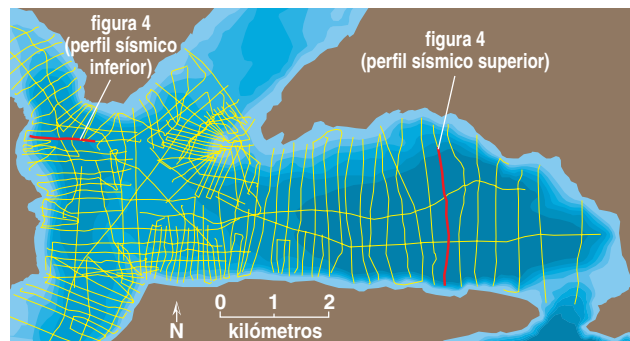 figura 4
(perfil sísmico
inferior)
figura 4
(perfil sísmico superior)
N
0 1 2
kilómetros